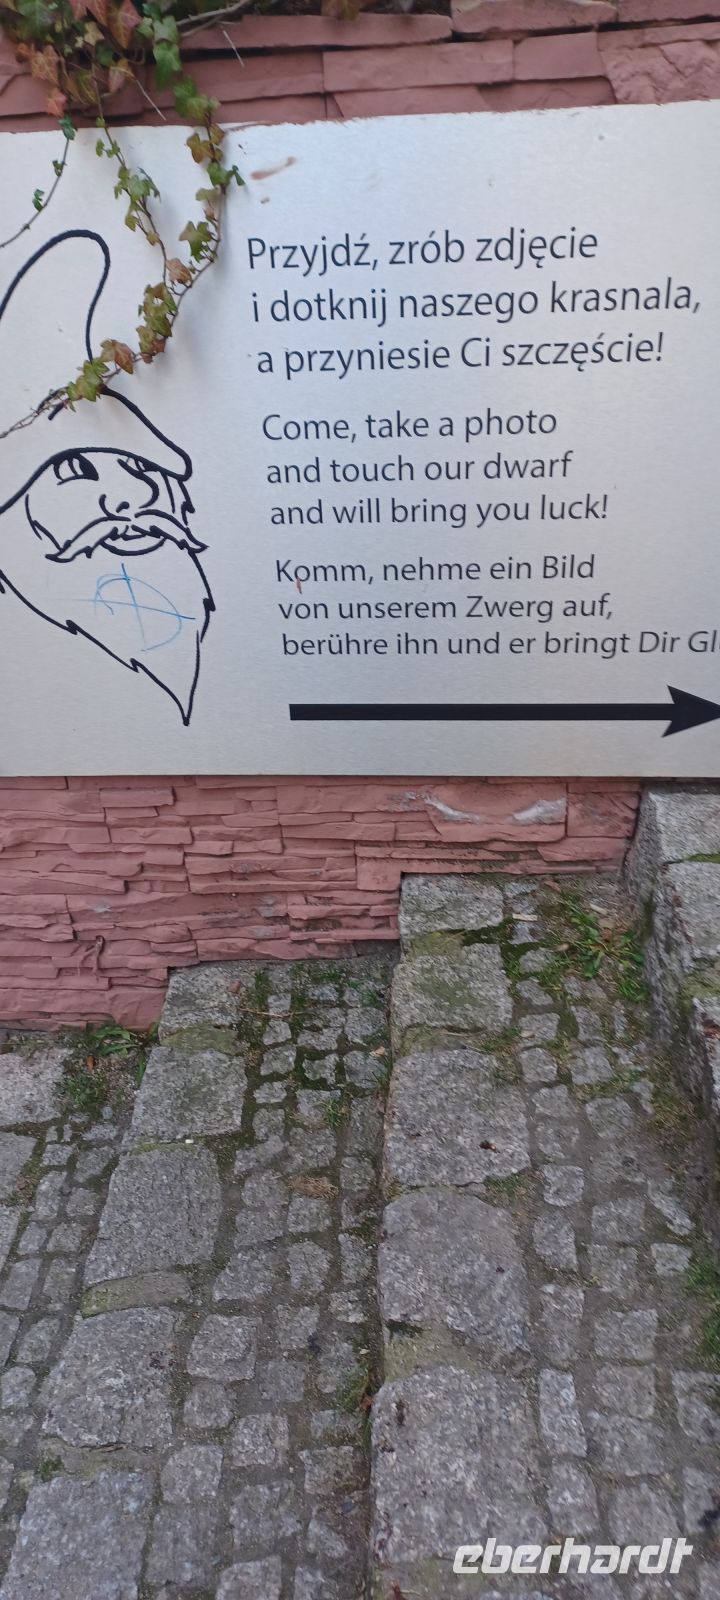 Przyjdź, zrób zdjęcie
i dotknij naszego krasnala,
a przyniesie Ci szczęście!
Come, take a photo
and touch our dwarf
and will bring you luck!
Komm, nehme ein Bild
von unserem Zwerg auf,
berühre ihn und er bringt Dir
eberhardt